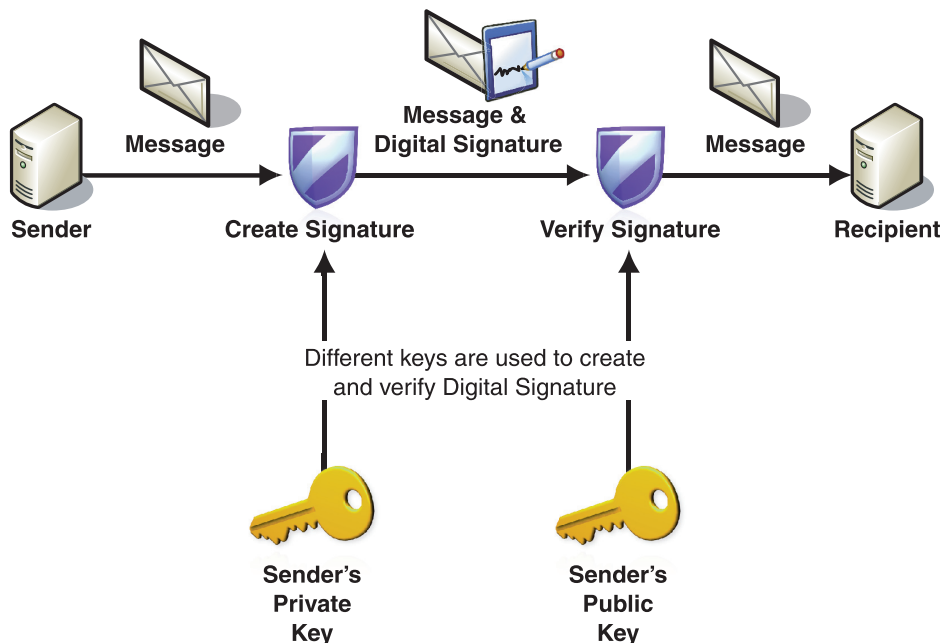 Message
Message &
Digital Signature
Message
Sender
Create Signature
Verify Signature
Recipient
Different keys are used to create
and verify Digital Signature
Sender's
Private
Key
Sender's
Public
Key